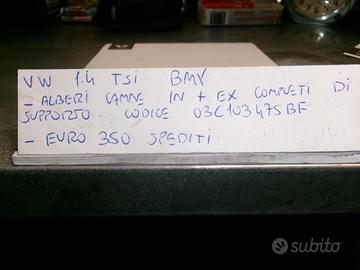 VW 1.4 TSi BMY
- ALBERI CAMME IN + EX COMPLETI DI
SUPPORTO. CODICE 03C103475BF
- EURO 350 SPEDITI
subito